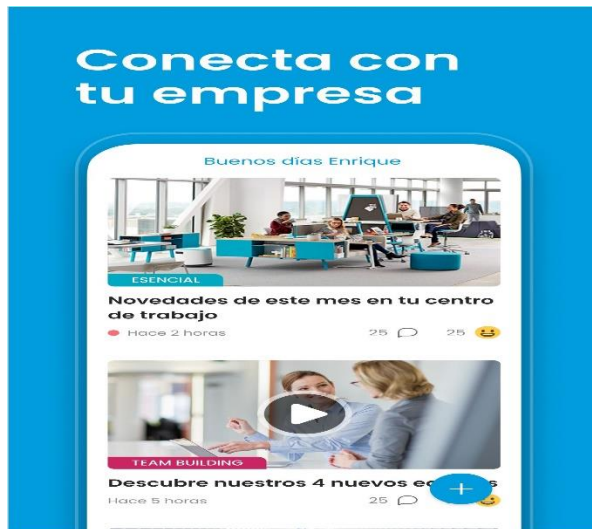 Conecta con
tu empresa
Buenos días Enrique
ESENCIAL
Novedades de este mes en tu centro
de trabajo
Hace 2 horas 25 25
TEAM BUILDING
Descubre nuestros 4 nuevos
Hace 5 horas 25